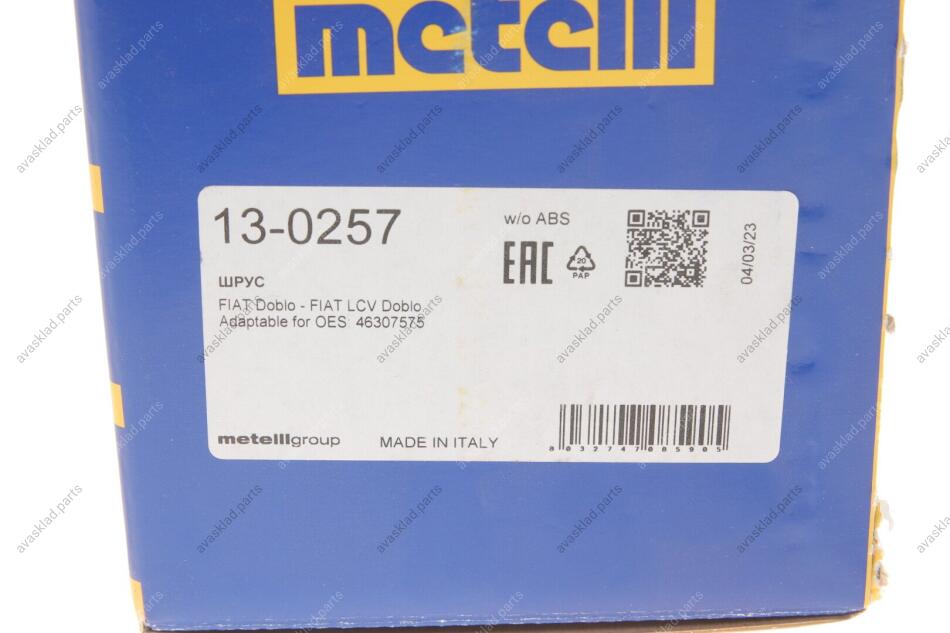 metelli
13-0257
w/o ABS
EAC
20
PAP
04/03/23
ШРУС
FIAT Doblo - FIAT LCV Doblo
Adaptable for OES: 46307575
metelligroup
MADE IN ITALY
8032747085905
avasklad.parts